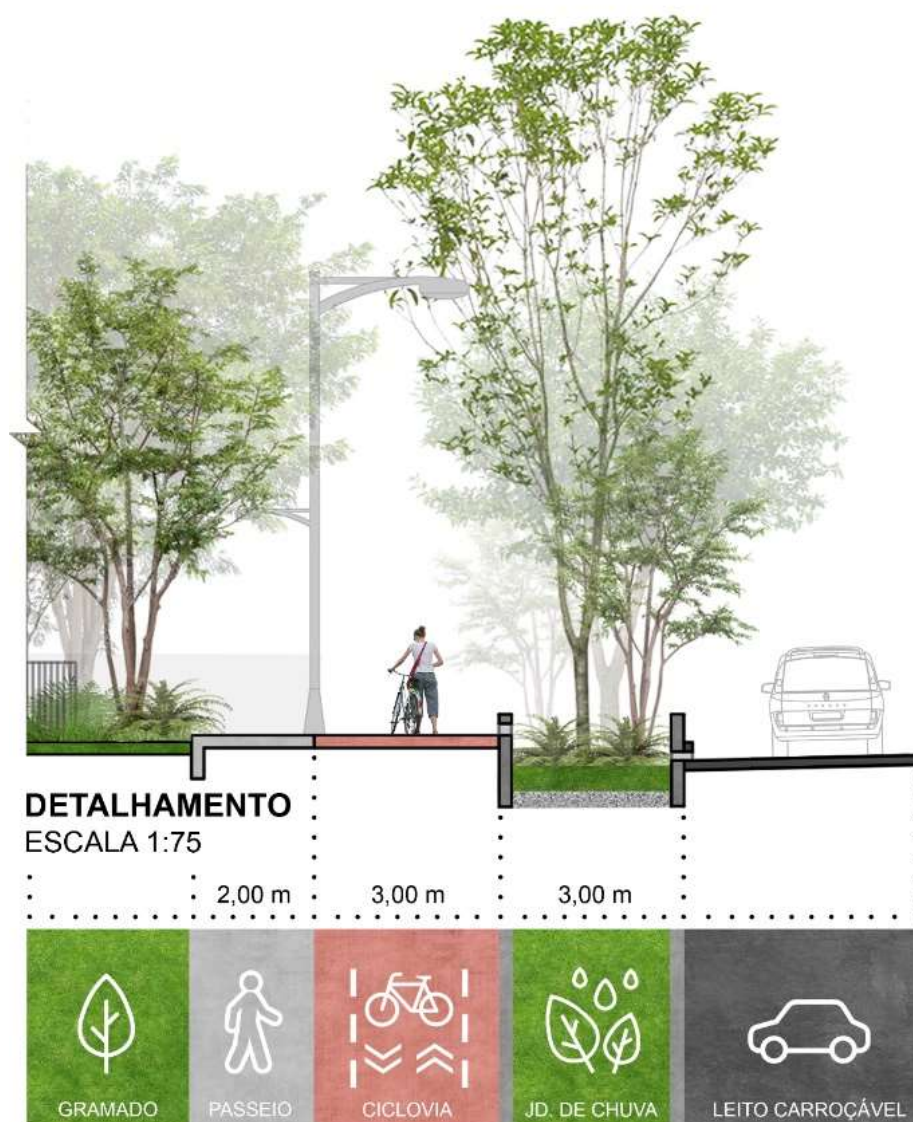 DETALHAMENTO
ESCALA 1:75
2,00 m
3,00 m
3,00 m
GRAMADO
PASSEIO
CICLOVIA
JD. DE CHUVA
LEITO CARROÇÁVEL